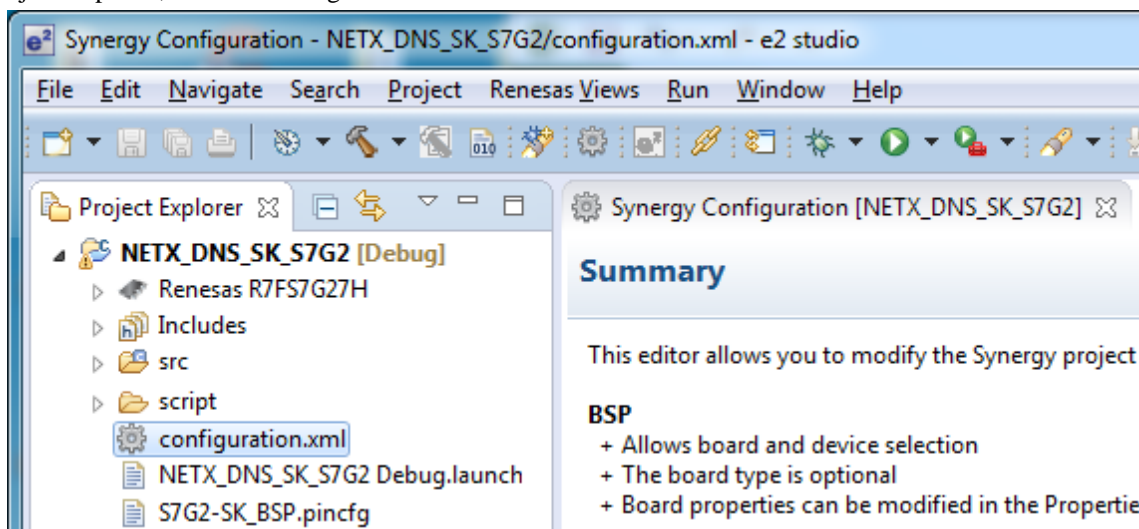 Synergy Configuration - NETX_DNS_SK_S7G2/configuration.xml - e2 studio
File Edit Navigate Search Project Renesas Views Run Window Help
010
Project Explorer
Synergy Configuration [NETX_DNS_SK_S7G2]
NETX_DNS_SK_S7G2 [Debug]
Summary
Renesas R7FS7G27H
Includes
This editor allows you to modify the Synergy project
src
script
BSP
configuration.xml
+ Allows board and device selection
NETX_DNS_SK_S7G2 Debug.launch
+ The board type is optional
S7G2-SK_BSP.pincfg
+ Board properties can be modified in the Propertie